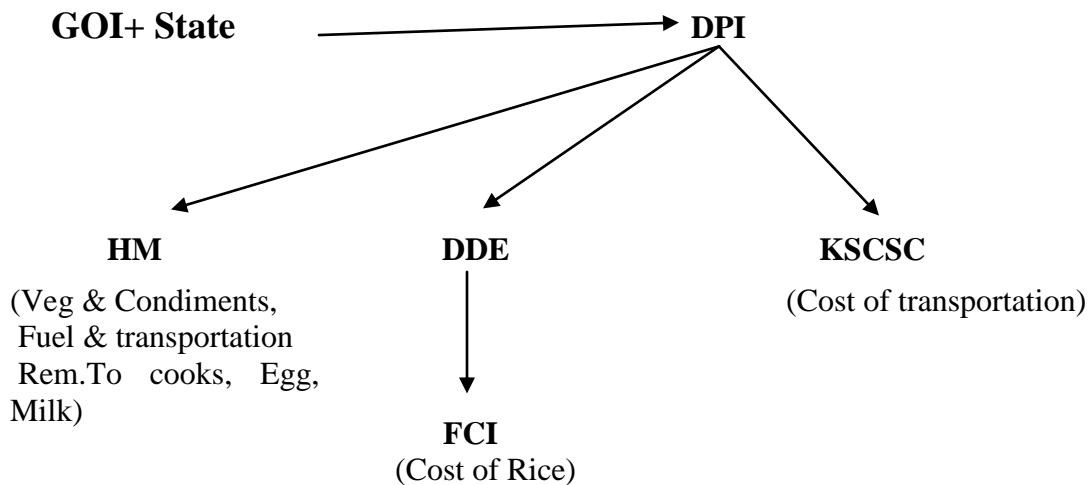 GOI+ State
DPI
HM
DDE
KSCSC
(Veg & Condiments,
Fuel & transportation
Rem.To cooks, Egg,
Milk)
(Cost of transportation)
FCI
(Cost of Rice)